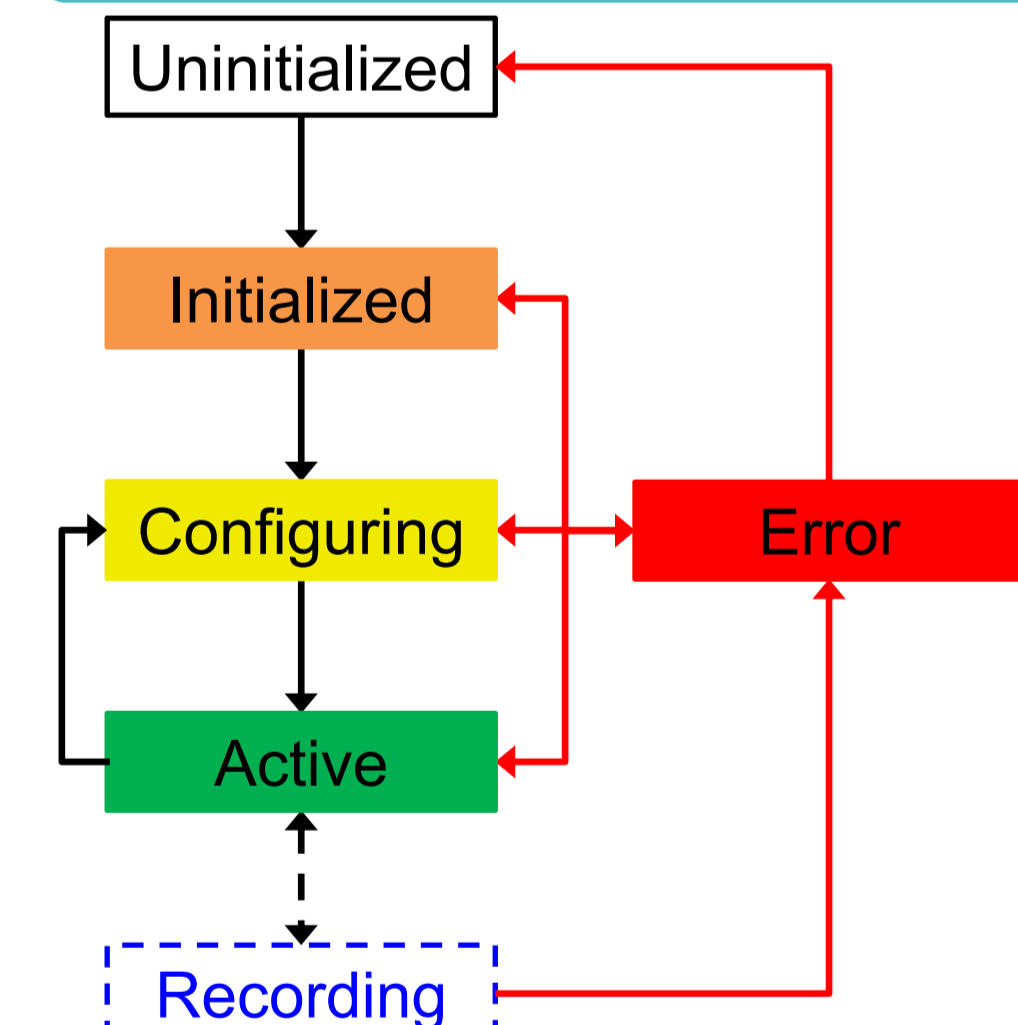 Uninitialized
Initialized
Configuring
Error
Active
Recording